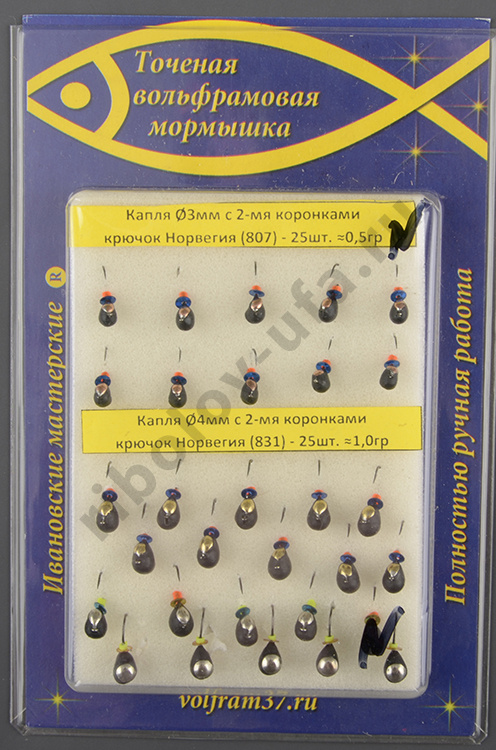 Точеная
вольфрамовая
мормышка
Капля Ø3мм с 2-мя коронками
крючок Норвегия (807) - 25шт. ≈0,5гр
Капля Ø4мм с 2-мя коронками
крючок Норвегия (831) - 25шт. ≈1,0гр
Ивановские мастерские ®
Полностью ручная работа
volfram37.ru
ribolov-ufa.ru